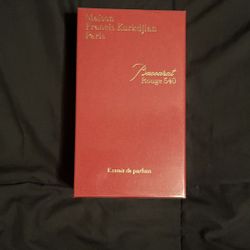 Maison
Francis Kurkdjian
Paris
Baccarat
Rouge 540
Extrait de parfum